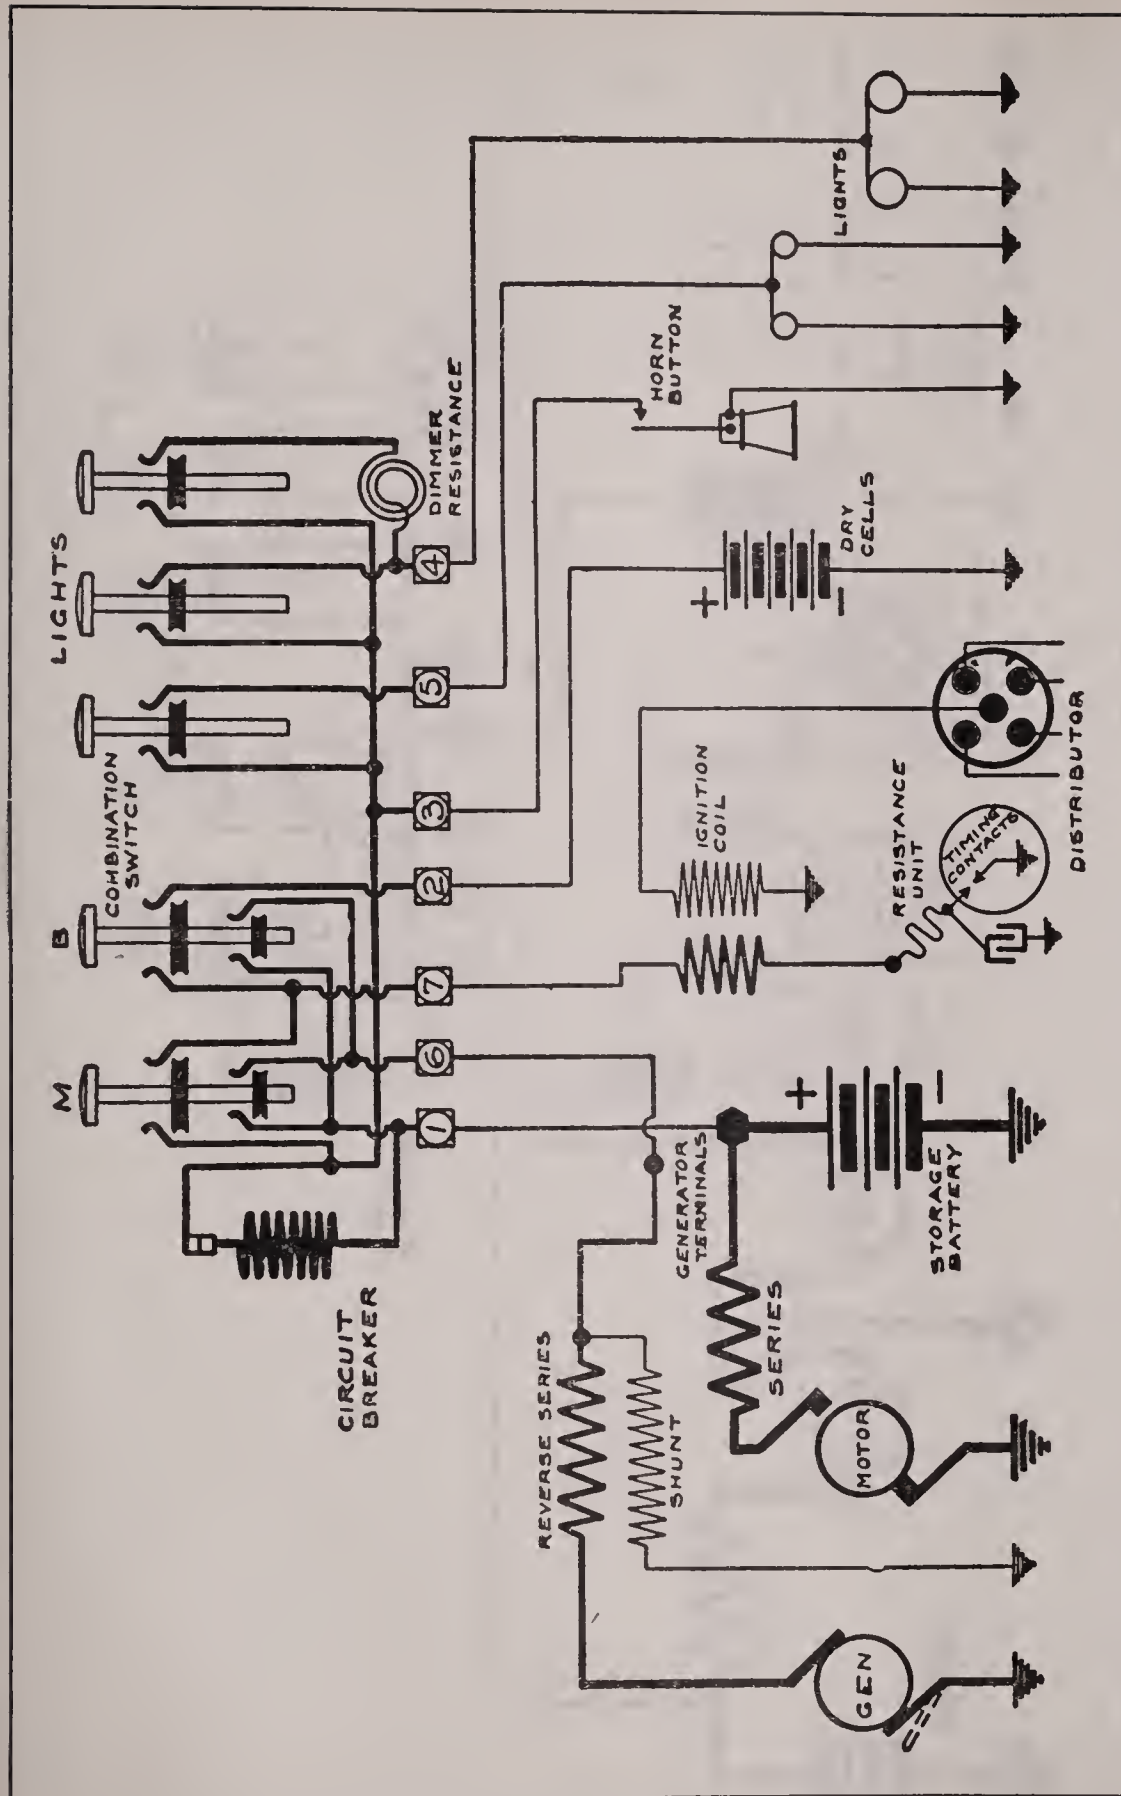 LIGHTS
COMBINATION
SWITCH
B
M
CIRCUIT
BREAKER
1
6
7
2
3
5
4
DIMMER
RESISTANCE
LIGHTS
HORN
BUTTON
+
DRY
CELLS
-
IGNITION
COIL
RESISTANCE
UNIT
TIMING
CONTACTS
DISTRIBUTOR
GENERATOR
TERMINALS
+
STORAGE
BATTERY
-
SERIES
REVERSE SERIES
SHUNT
MOTOR
GEN